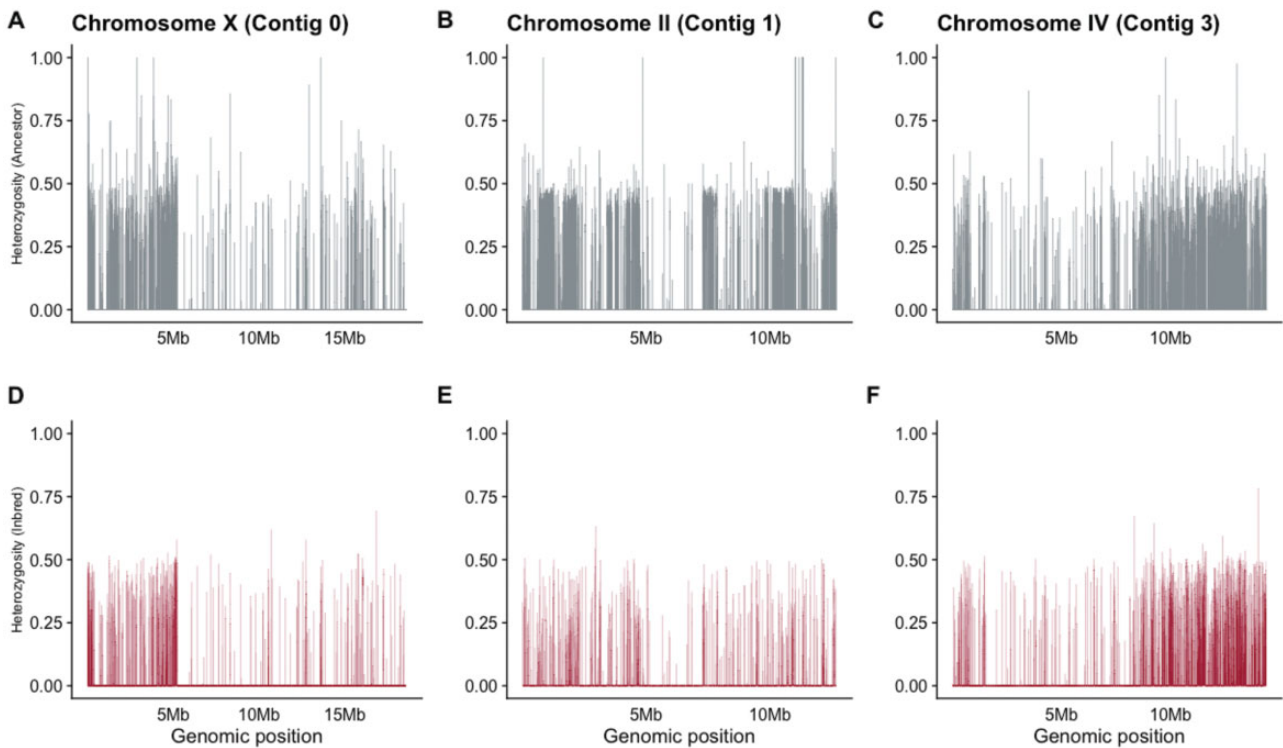 A Chromosome X (Contig 0)
B Chromosome II (Contig 1)
C Chromosome IV (Contig 3)
Heterozygosity (Ancestor)
1.00
0.75
0.50
0.25
0.00
5Mb 10Mb 15Mb
1.00
0.75
0.50
0.25
0.00
5Mb 10Mb
1.00
0.75
0.50
0.25
0.00
5Mb 10Mb
D
E
F
Heterozygosity (Inbred)
1.00
0.75
0.50
0.25
0.00
5Mb 10Mb 15Mb
Genomic position
1.00
0.75
0.50
0.25
0.00
5Mb 10Mb
Genomic position
1.00
0.75
0.50
0.25
0.00
5Mb 10Mb
Genomic position